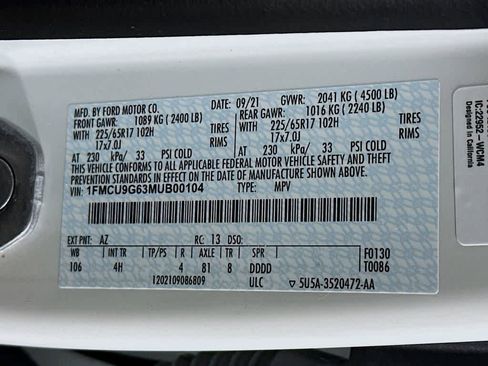 MFD. BY FORD MOTOR CO.
09/21
GVWR: 2041 KG ( 4500 LB)
FRONT GAWR: 1089 KG ( 2400 LB)
REAR GAWR: 1016 KG ( 2240 LB)
225/65R17 102H TIRES
225/65R17 102H TIRES
17x7.0J RIMS
17x7.0J RIMS
AT 230 kPa/ 33 PSI COLD
AT 230 kPa/ 33 PSI COLD
THIS VEHICLE CONFORMS TO ALL APPLICABLE FEDERAL
MOTOR VEHICLE SAFETY, BUMPER, AND THEFT
PREVENTION STANDARDS IN EFFECT ON THE DATE OF
MANUFACTURE SHOWN ABOVE.
VIN: 1FMCU9G63MUB00104
TYPE: MPV
EXT PNT: AZ RC: 13 DSO:
WB INT TR TP/PS R AXLE TR SPR
106 4H 4 81 8 DDDD
F0130
T0086
1202109086809
ULC
5U5A-3520472-AA
IC:22952-WCM4
Designed in California